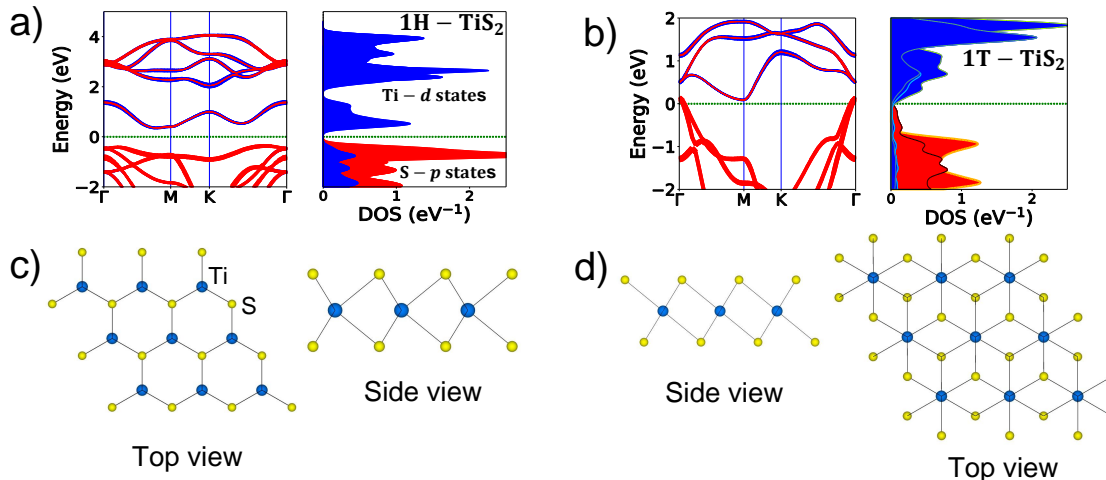 a)
1H − TiS₂
Ti−d states
S−p states
Energy (eV)
4
2
0
−2
Γ
M
K
Γ
0
1
2
DOS (eV⁻¹)
b)
1T − TiS₂
Energy (eV)
2
1
0
−1
2
Γ
M
K
Γ
0
1
2
DOS (eV⁻¹)
c)
Ti
S
Side view
Top view
d)
Side view
Top view